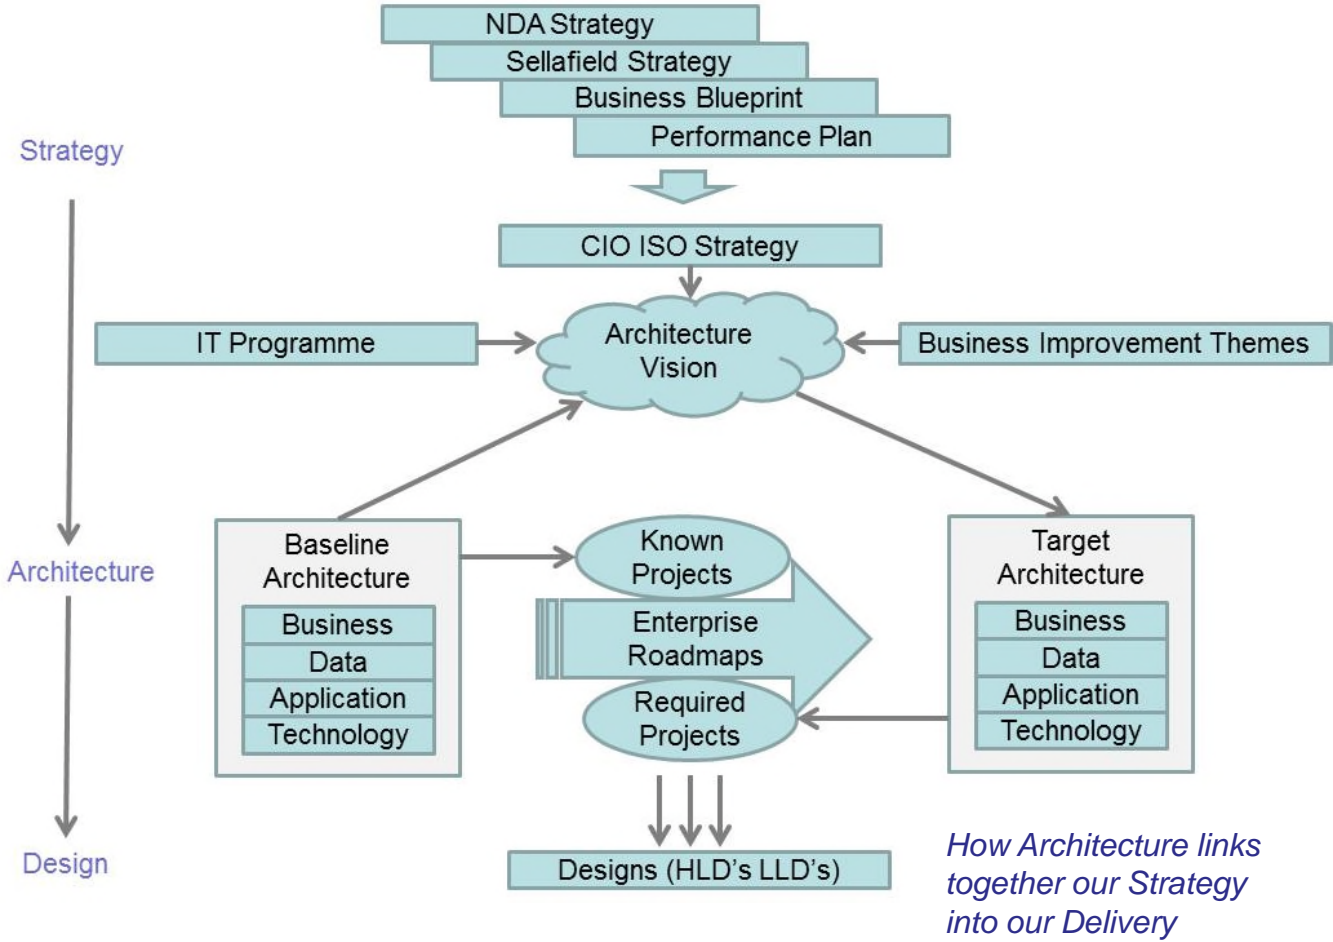 NDA Strategy
Sellafield Strategy
Business Blueprint
Performance Plan
Strategy
CIO ISO Strategy
IT Programme
Architecture
Vision
Business Improvement Themes
Baseline
Architecture
Business
Data
Application
Technology
Known
Projects
Enterprise
Roadmaps
Required
Projects
Target
Architecture
Business
Data
Application
Technology
Architecture
Design
Designs (HLD's LLD's)
How Architecture links
together our Strategy
into our Delivery